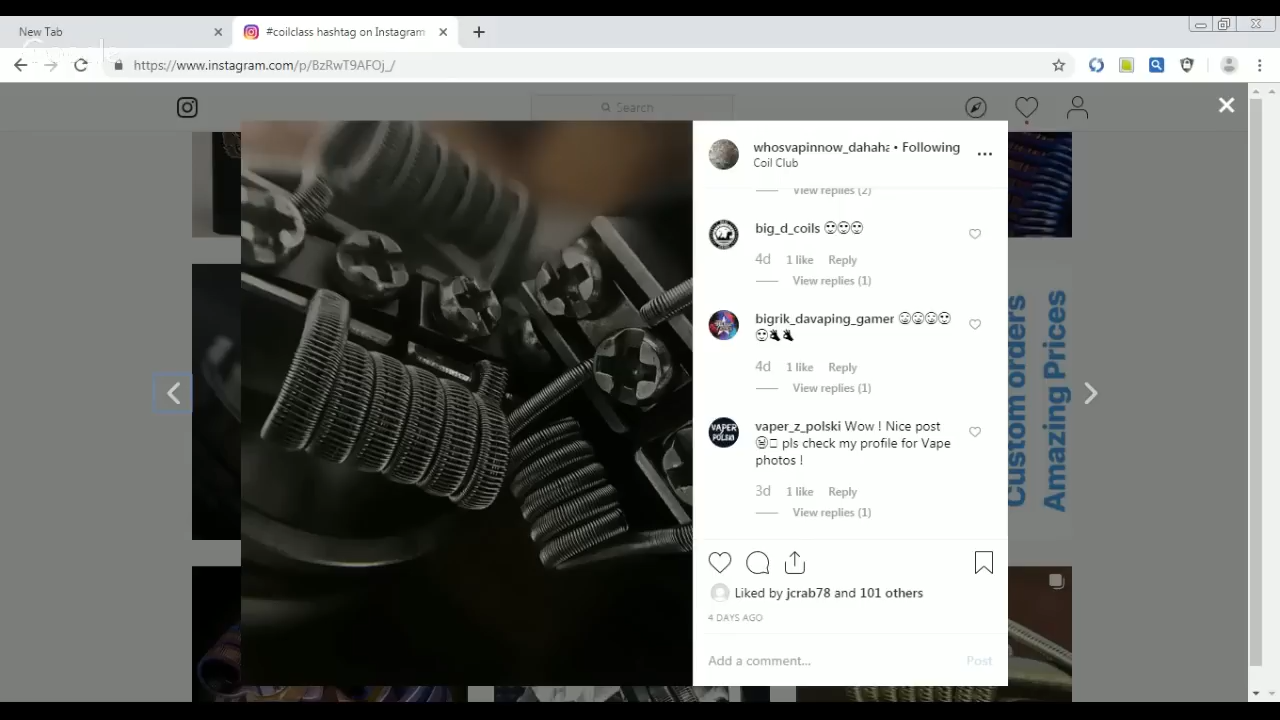 New Tab
#coilclass hashtag on Instagram
https://www.instagram.com/p/BzRwT9AFOj_/
Search
whosvapinnow_dahaha • Following
Coil Club
View replies (2)
big_d_coils
4d 1 like Reply
View replies (1)
bigrik_davaping_gamer
4d 1 like Reply
View replies (1)
VAPER
POLSKI
vaper_z_polski Wow ! Nice post
pls check my profile for Vape
photos !
3d 1 like Reply
View replies (1)
Custom orders
Amazing Prices
Liked by jcrab78 and 101 others
4 DAYS AGO
Add a comment...
Post